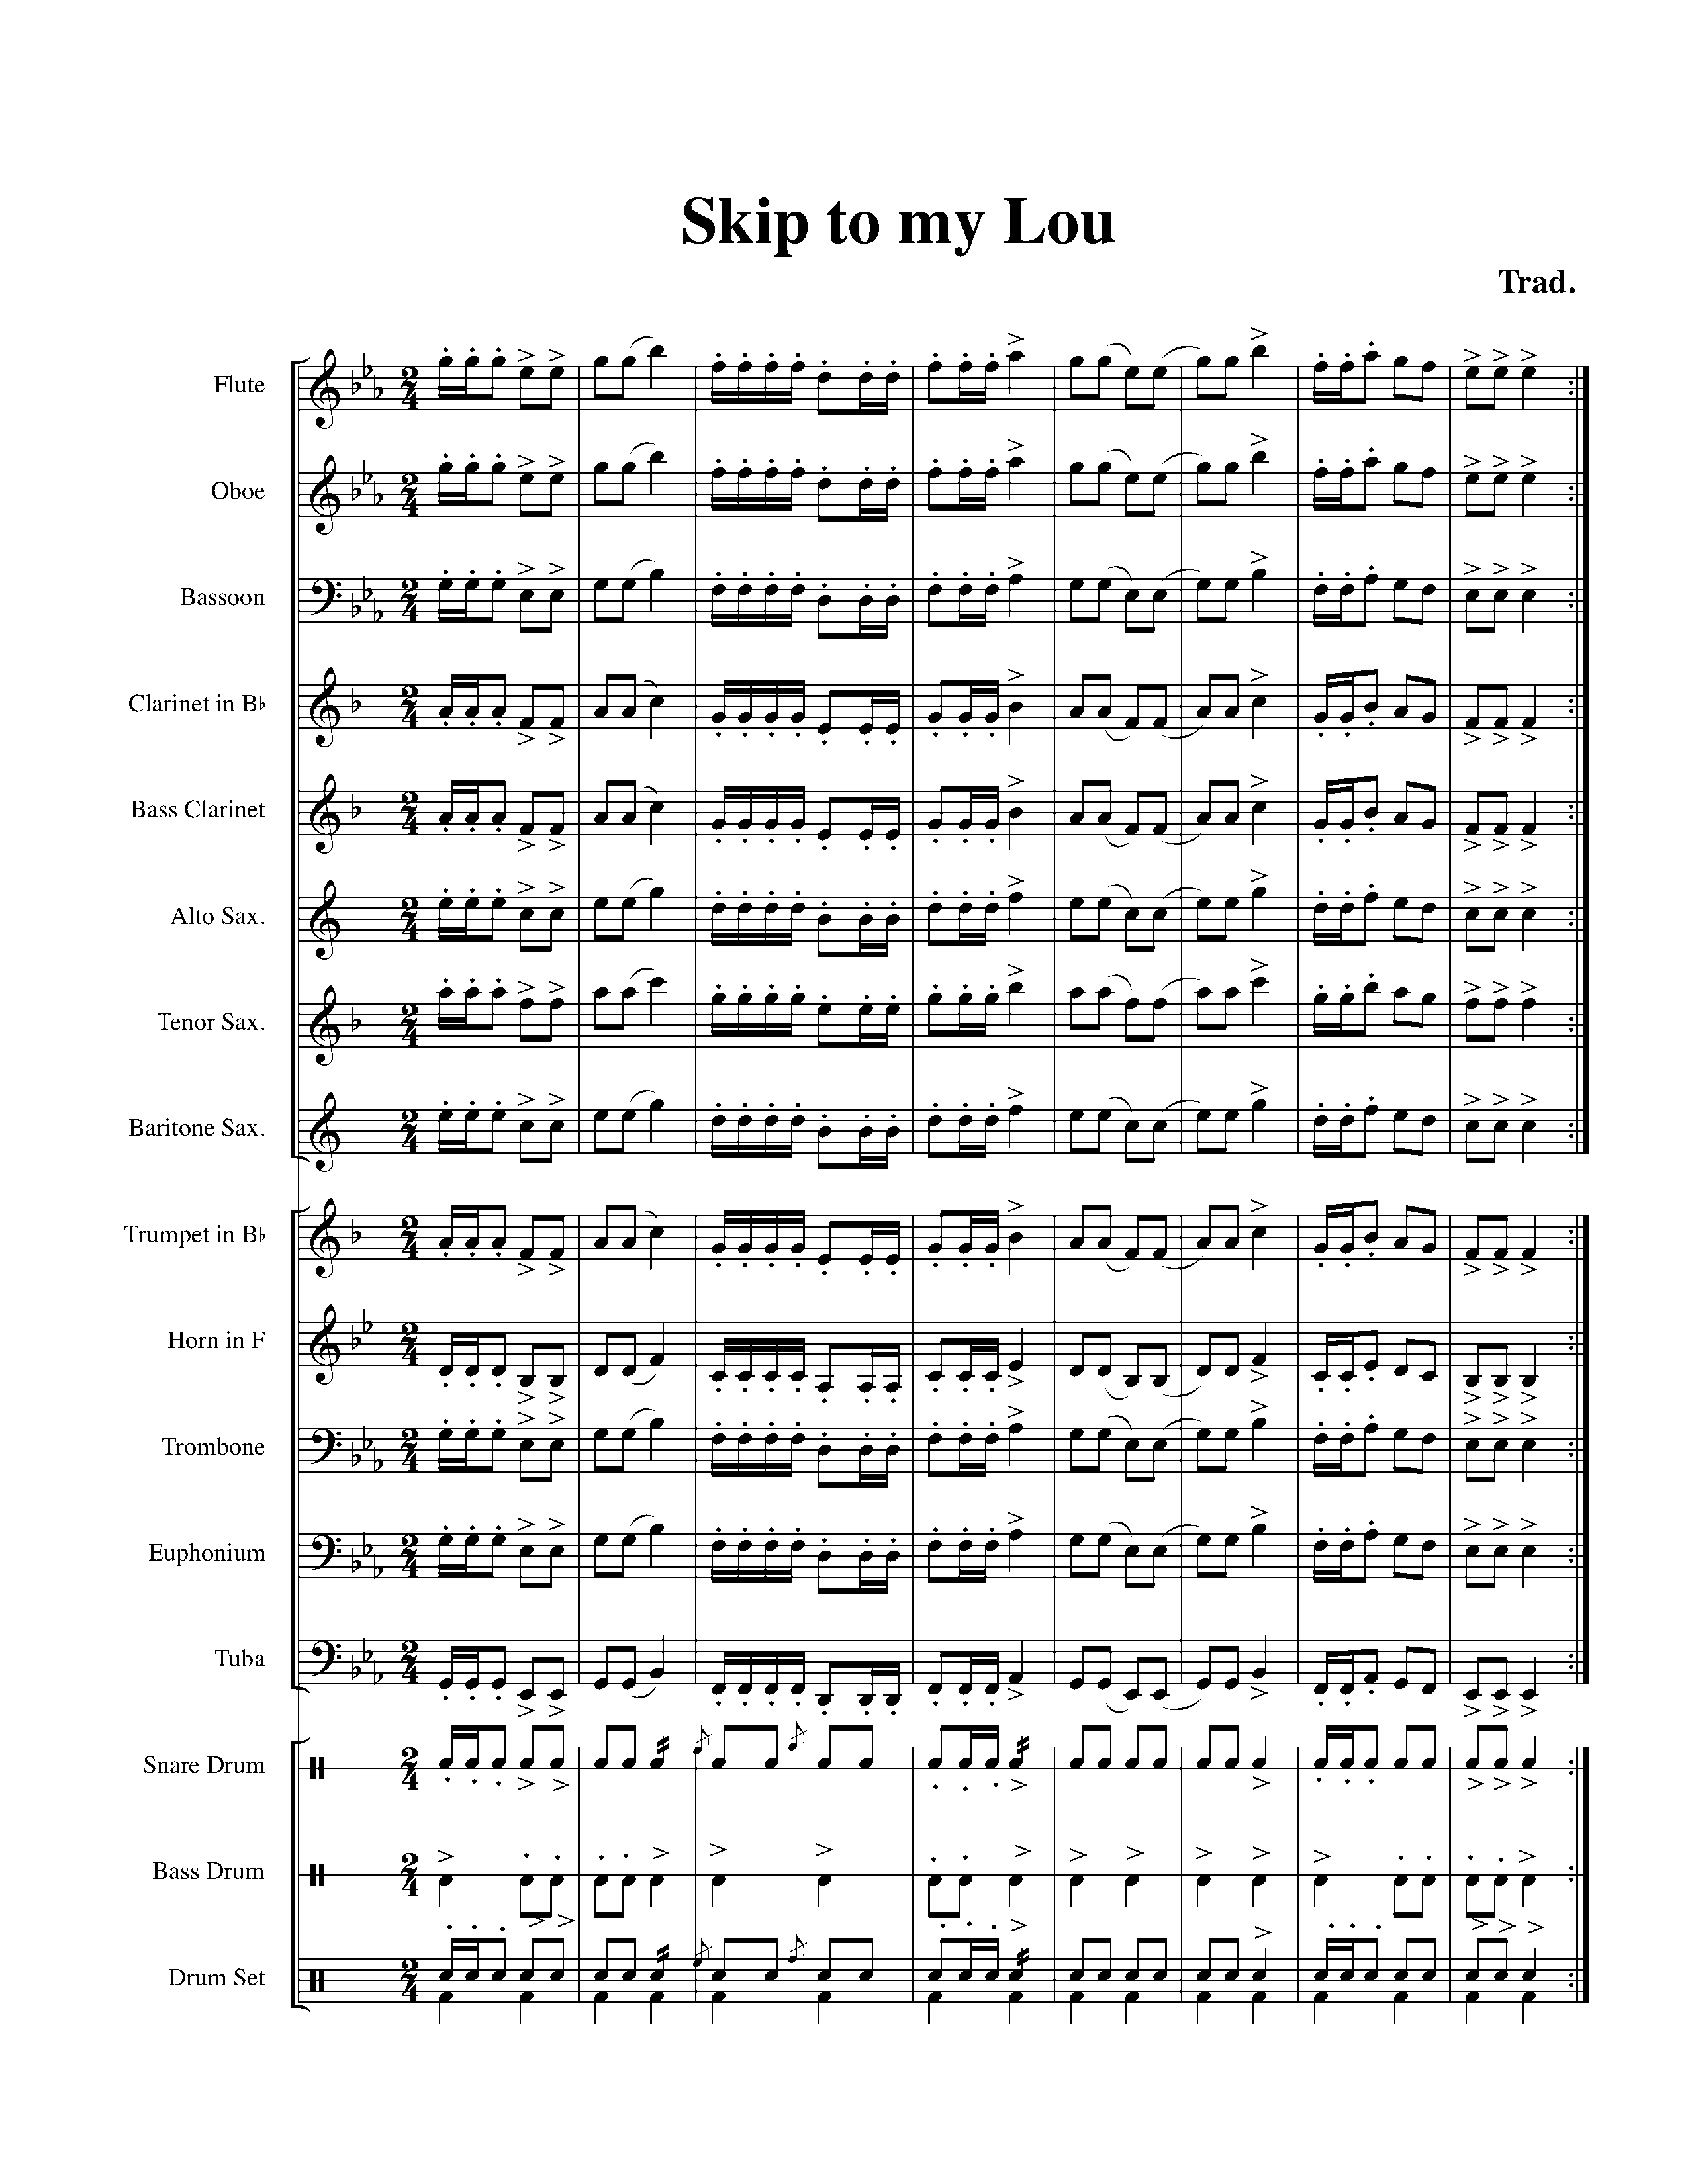 Skip to my Lou
Trad.
Flute
Oboe
Bassoon
Clarinet in B♭
Bass Clarinet
Alto Sax.
Tenor Sax.
Baritone Sax.
Trumpet in B♭
Horn in F
Trombone
Euphonium
Tuba
Snare Drum
Bass Drum
Drum Set